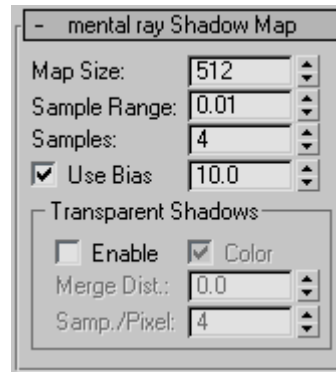 - mental ray Shadow Map
Map Size: 512
Sample Range: 0.01
Samples: 4
Use Bias 10.0
Transparent Shadows
Enable Color
Merge Dist.: 0.0
Samp./Pixel: 4